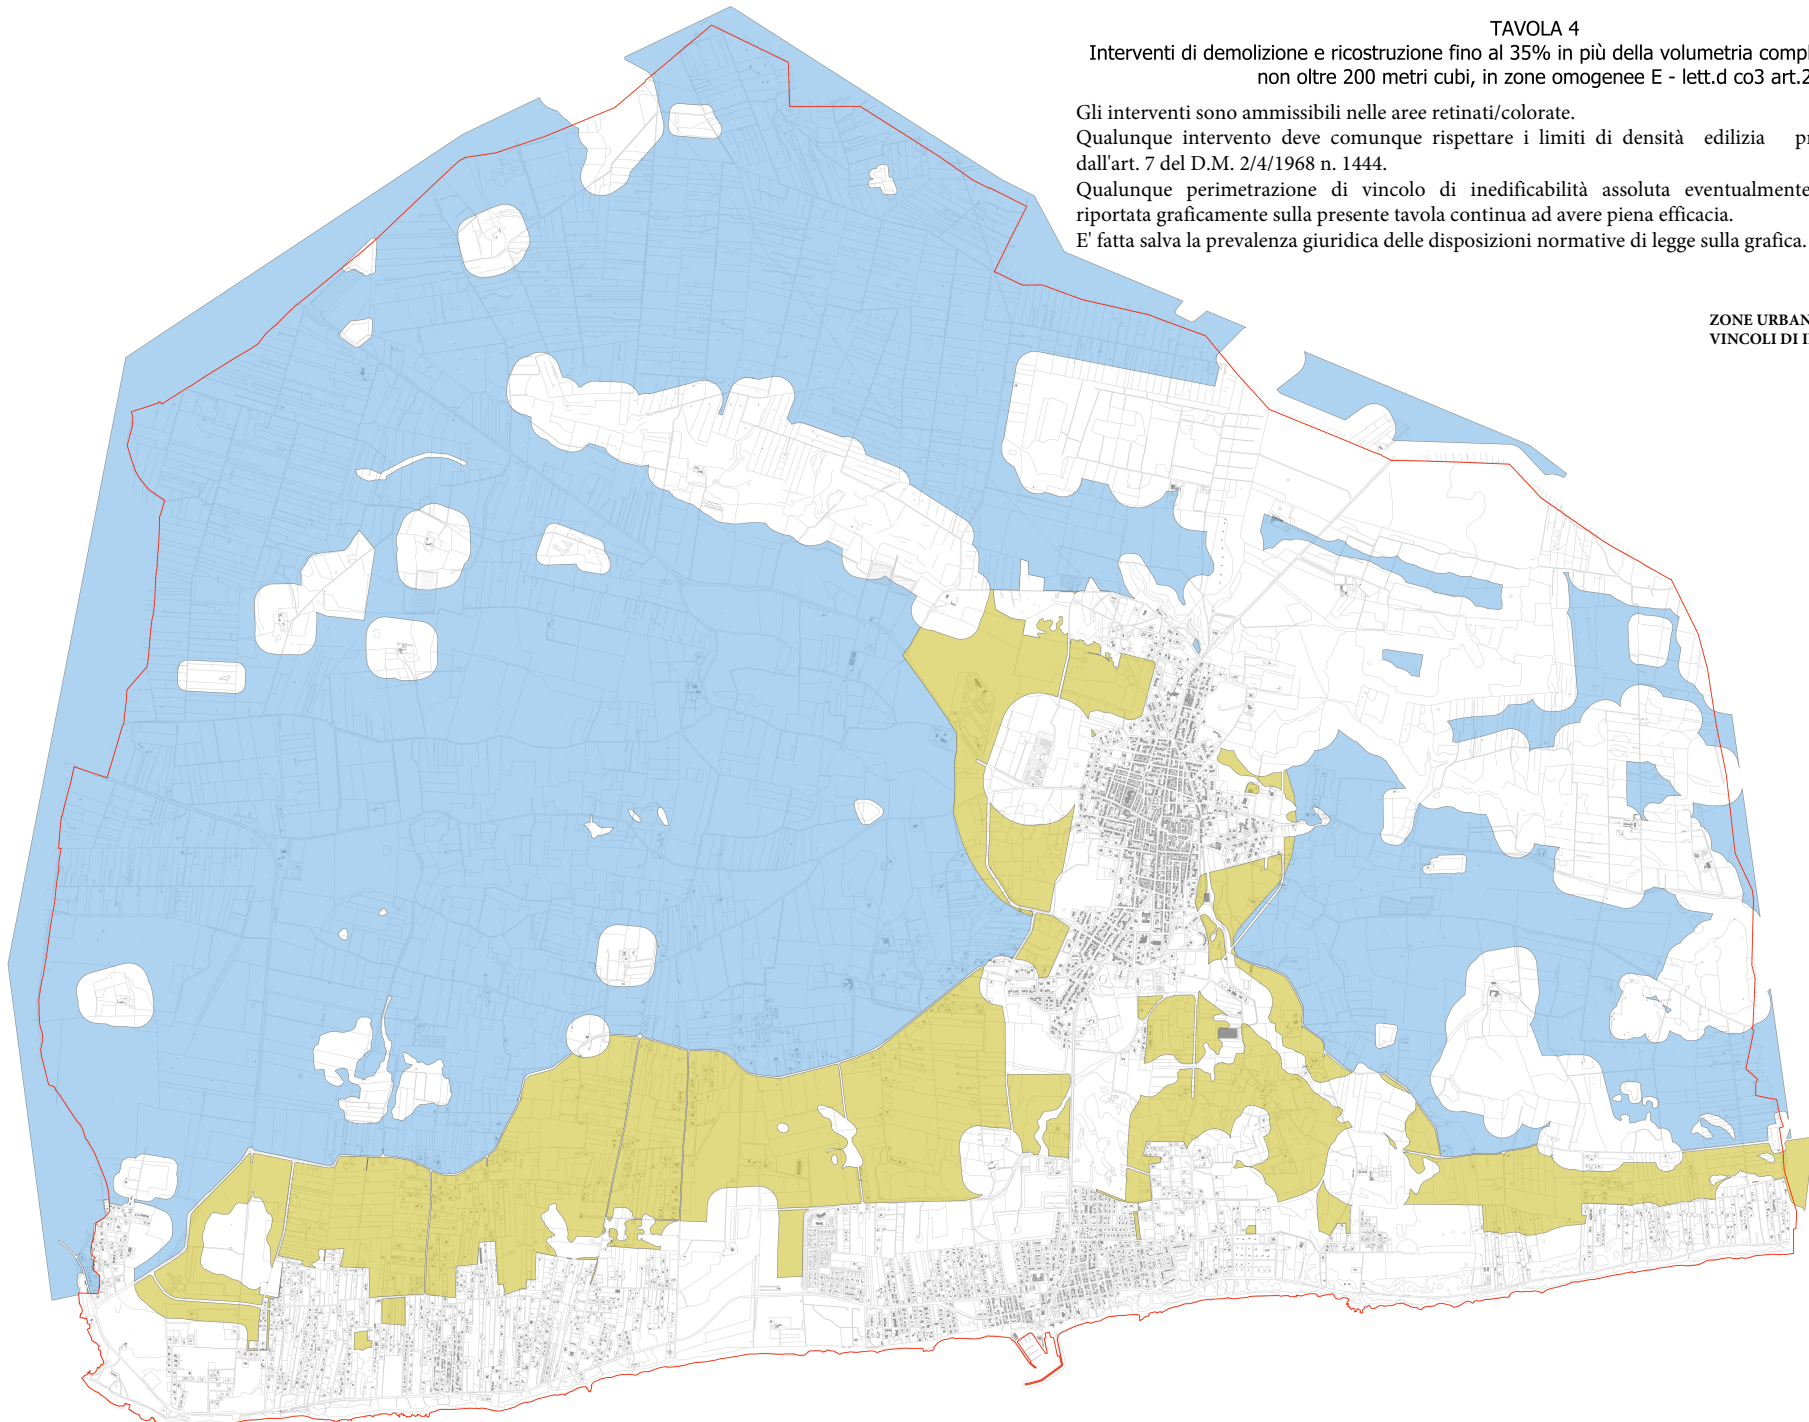 TAVOLA 4
Interventi di demolizione e ricostruzione fino al 35% in più della volumetria
non oltre 200 metri cubi, in zone omogenee E - lett.d co3 art.2
Gli interventi sono ammissibili nelle aree retinati/colorate.
Qualunque intervento deve comunque rispettare i limiti di densità edilizia
dall'art. 7 del D.M. 2/4/1968 n. 1444.
Qualunque perimetrazione di vincolo di inedificabilità assoluta eventualmente
riportata graficamente sulla presente tavola continua ad avere piena efficacia.
E' fatta salva la prevalenza giuridica delle disposizioni normative di legge sulla grafica.
ZONE
VINCOLI DI